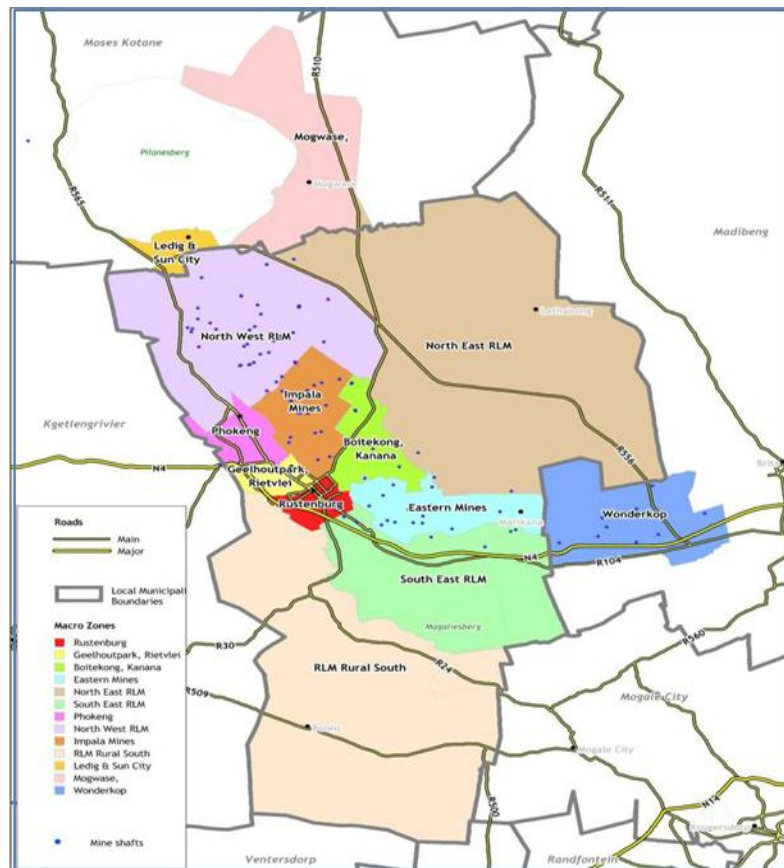 Moses Kotane
R510
Mogwase,
Pilanesberg
Mogwase
R565
R511
Ledig &
Sun City
Madibeng
Lethabong
North West RLM
North East RLM
Impala
Mines
Kgetlengrivier
Phokeng
Boitekong,
Kanana
R556
N4
Geelhoutpark,
Rietvlei
Rustenburg
Eastern Mines
Marikana
Wonderkop
N4
R104
South East RLM
Magaliesberg
R30
R24
R560
RLM Rural South
R509
Mogale City
Mogale City
R500
N14
Krugersdorp
Ventersdorp
Randfontein
Roads
Main
Major
Local Municipali
Boundaries
Macro Zones
Rustenburg
Geelhoutpark, Rietvlei
Boitekong, Kanana
Eastern Mines
North East RLM
South East RLM
Phokeng
North West RLM
Impala Mines
RLM Rural South
Ledig & Sun City
Mogwase,
Wonderkop
Mine shafts